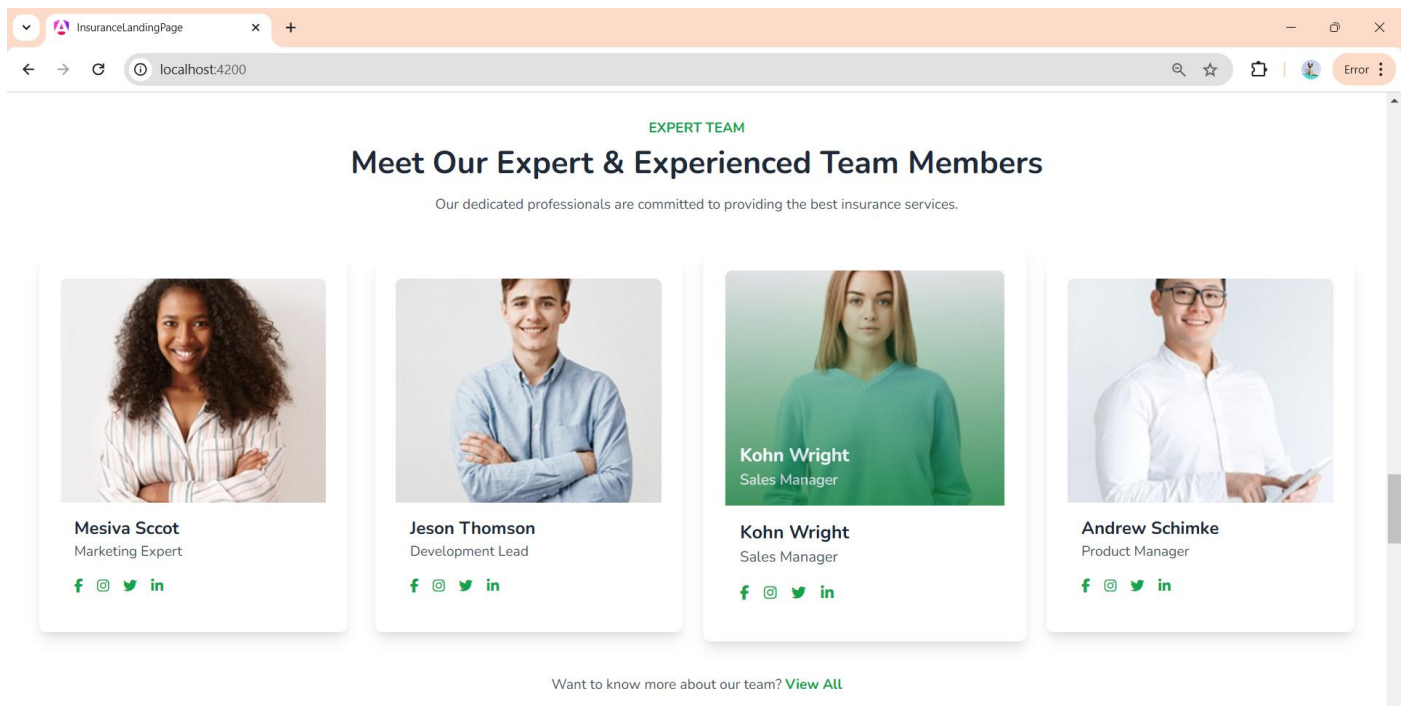 InsuranceLandingPage
localhost:4200
Error
EXPERT TEAM
Meet Our Expert & Experienced Team Members
Our dedicated professionals are committed to providing the best insurance services.
Mesiva Sccot
Marketing Expert
Jeson Thomson
Development Lead
Kohn Wright
Sales Manager
Kohn Wright
Sales Manager
Andrew Schimke
Product Manager
Want to know more about our team? View All